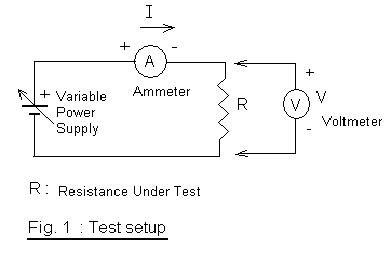 I
+ -
A
Ammeter
+ Variable
Power
Supply
R
+
V
V
Voltmeter
-
R: Resistance Under Test
Fig. 1 : Test setup